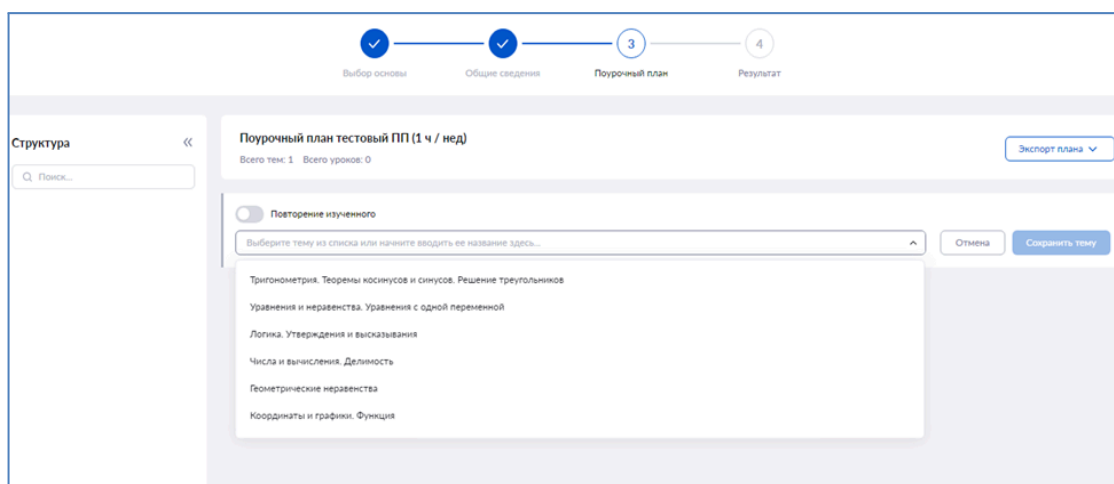 3
4
Выбор основы
Общие сведения
Поурочный план
Результат
Структура
Поиск...
Поурочный план тестовый ПП (1 ч / нед)
Всего тем: 1 Всего уроков: 0
Экспорт плана
Повторение изученного
Выберите тему из списка или начните вводить ее название здесь...
Отмена
Сохранить тему
Тригонометрия. Теоремы косинусов и синусов. Решение треугольников
Уравнения и неравенства. Уравнения с одной переменной
Логика. Утверждения и высказывания
Числа и вычисления. Делимость
Геометрические неравенства
Координаты и графики. Функция